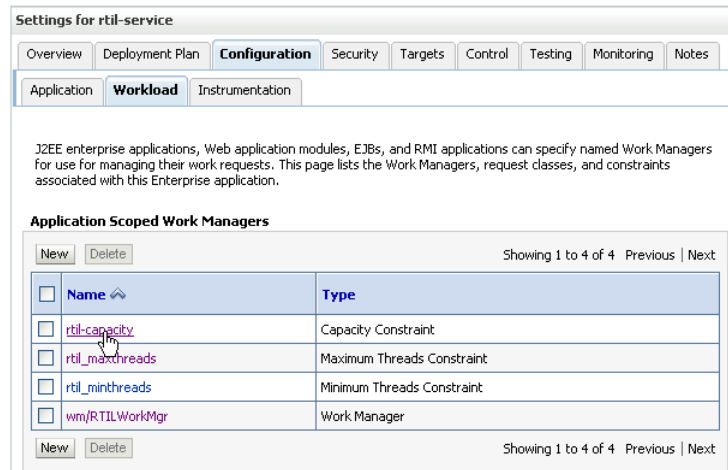 Settings for rtil-service
Overview Deployment Plan Configuration Security Targets Control Testing Monitoring Notes
Application Workload Instrumentation
J2EE enterprise applications, Web application modules, EJBs, and RMI applications can specify named Work Managers
for use for managing their work requests. This page lists the Work Managers, request classes, and constraints
associated with this Enterprise application.
Application Scoped Work Managers
New Delete Showing 1 to 4 of 4 Previous | Next
Name Type
rtil-capacity Capacity Constraint
rtil_maxthreads Maximum Threads Constraint
rtil_minthreads Minimum Threads Constraint
wm/RTILWorkMgr Work Manager
New Delete Showing 1 to 4 of 4 Previous | Next